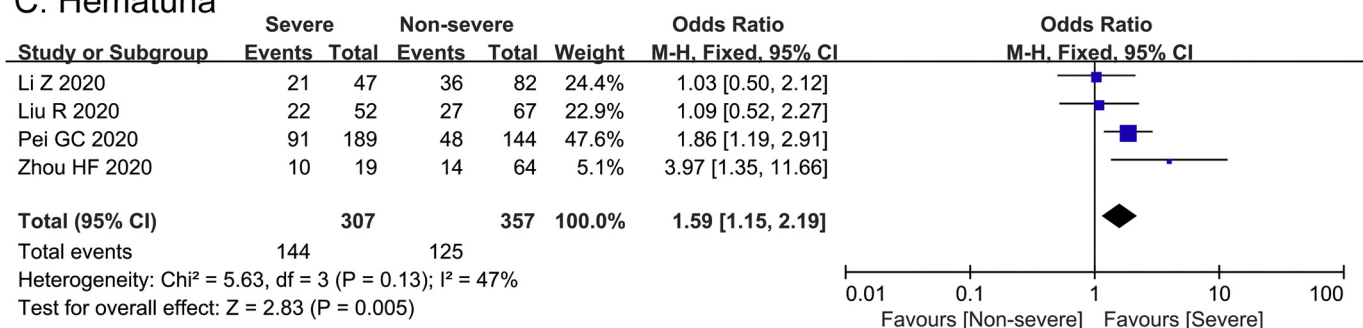 C. Hematuria
Severe Non-severe Odds Ratio Odds Ratio
Study or Subgroup Events Total Events Total Weight M-H, Fixed, 95% CI M-H, Fixed, 95% CI
Li Z 2020 21 47 36 82 24.4% 1.03 [0.50, 2.12]
Liu R 2020 22 52 27 67 22.9% 1.09 [0.52, 2.27]
Pei GC 2020 91 189 48 144 47.6% 1.86 [1.19, 2.91]
Zhou HF 2020 10 19 14 64 5.1% 3.97 [1.35, 11.66]
Total (95% CI) 307 357 100.0% 1.59 [1.15, 2.19]
Total events 144 125
Heterogeneity: Chi² = 5.63, df = 3 (P = 0.13); I² = 47%
Test for overall effect: Z = 2.83 (P = 0.005)
0.01 0.1 1 10 100
Favours [Non-severe] Favours [Severe]